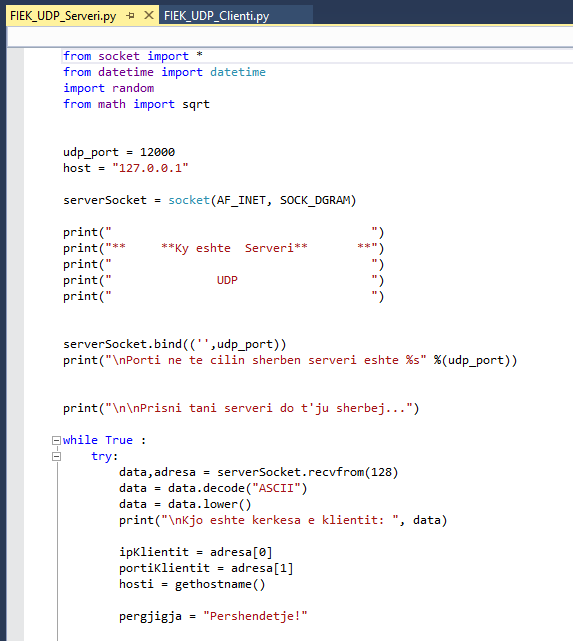 FIEK_UDP_Serveri.py FIEK_UDP_Clienti.py
from socket import *
from datetime import datetime
import random
from math import sqrt
udp_port = 12000
host = "127.0.0.1"
serverSocket = socket(AF_INET, SOCK_DGRAM)
print("                                     ")
print("**     **Ky eshte  Serveri**       **")
print("                                     ")
print("               UDP                   ")
print("                                     ")
serverSocket.bind(('',udp_port))
print("\nPorti ne te cilin sherben serveri eshte %s" %(udp_port))
print("\n\nPrisni tani serveri do t'ju sherbej...")
while True :
    try:
        data,adresa = serverSocket.recvfrom(128)
        data = data.decode("ASCII")
        data = data.lower()
        print("\nKjo eshte kerkesa e klientit: ", data)
        ipKlientit = adresa[0]
        portiKlientit = adresa[1]
        hosti = gethostname()
        pergjigja = "Pershendetje!"